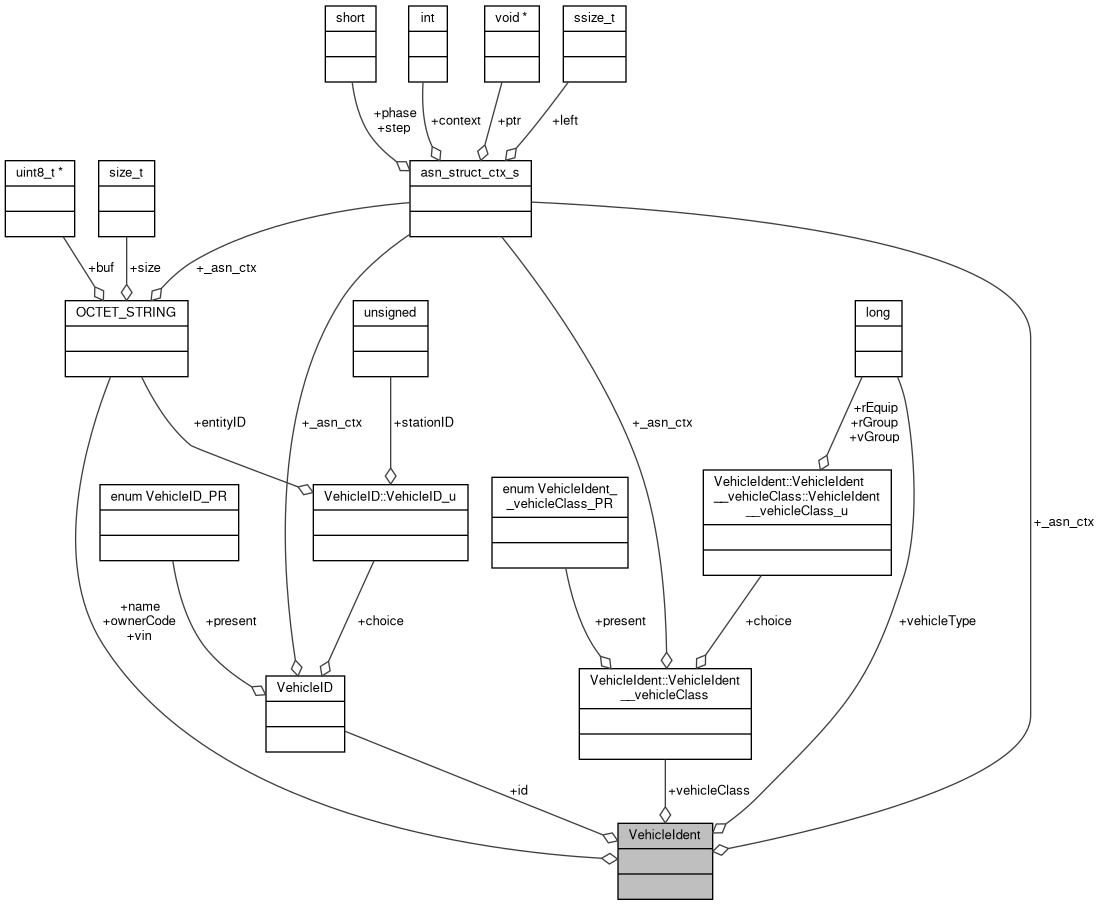 short
int
void *
ssize_t
+phase
+step
+context
+ptr
+left
uint8_t *
size_t
asn_struct_ctx_s
+buf
+size
+_asn_ctx
OCTET_STRING
unsigned
long
+entityID
+_asn_ctx
+stationID
+_asn_ctx
+rEquip
+rGroup
+vGroup
enum VehicleID_PR
VehicleID::VehicleID_u
enum VehicleIdent_
_vehicleClass_PR
VehicleIdent::VehicleIdent
__vehicleClass::VehicleIdent
__vehicleClass_u
+_asn_ctx
+name
+ownerCode
+vin
+present
+choice
+present
+choice
+vehicleType
VehicleID
VehicleIdent::VehicleIdent
__vehicleClass
+id
+vehicleClass
VehicleIdent